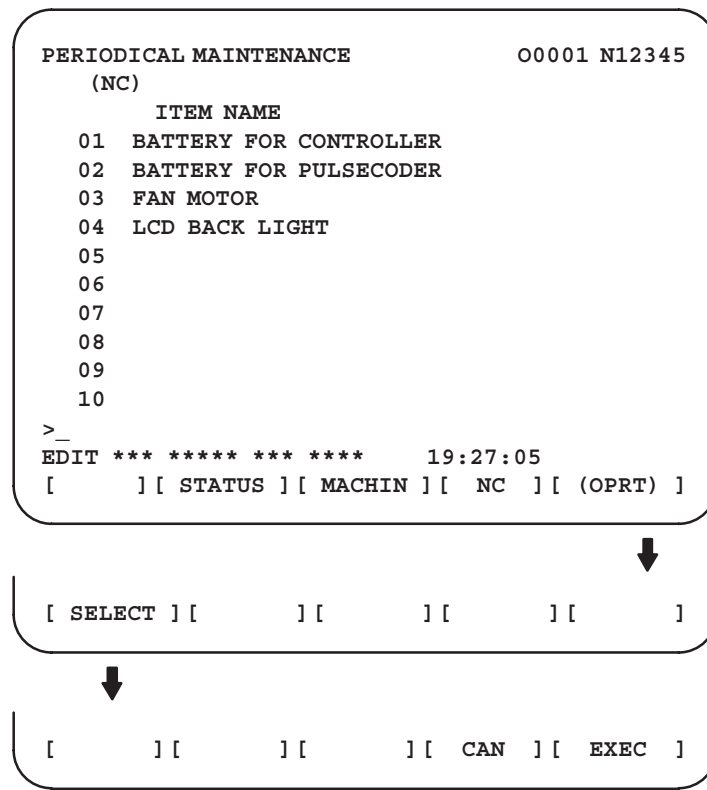 PERIODICAL MAINTENANCE O0001 N12345
(NC)
ITEM NAME
01 BATTERY FOR CONTROLLER
02 BATTERY FOR PULSECODER
03 FAN MOTOR
04 LCD BACK LIGHT
05
06
07
08
09
10
>_
EDIT *** ***** *** **** 19:27:05
[ ][ STATUS ][ MACHIN ][ NC ][ (OPRT) ]
[ SELECT ][ ][ ][ ][ ]
[ ][ ][ ][ CAN ][ EXEC ]